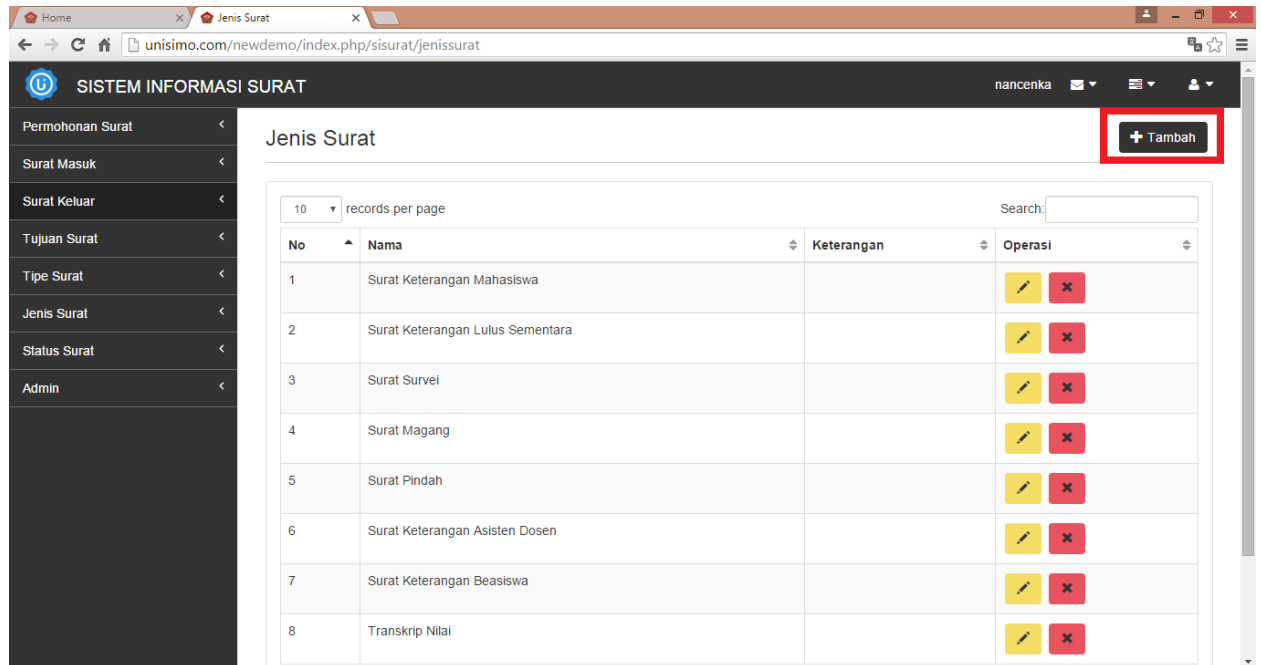 Home
Jenis Surat
unisimo.com/newdemo/index.php/sisurat/jenissurat
SISTEM INFORMASI SURAT
nancenka
Permohonan Surat
Surat Masuk
Surat Keluar
Tujuan Surat
Tipe Surat
Jenis Surat
Status Surat
Admin
Jenis Surat
Tambah
10 records per page
Search:
No Nama Keterangan Operasi
1 Surat Keterangan Mahasiswa
2 Surat Keterangan Lulus Sementara
3 Surat Survei
4 Surat Magang
5 Surat Pindah
6 Surat Keterangan Asisten Dosen
7 Surat Keterangan Beasiswa
8 Transkrip Nilai